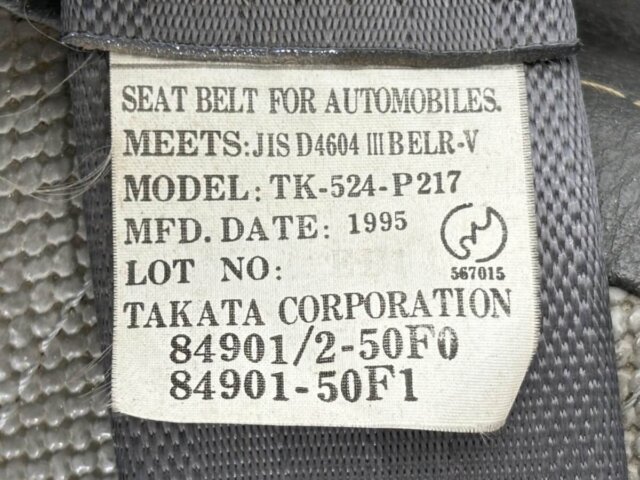 SEAT BELT FOR AUTOMOBILES.
MEETS:JIS D4604 III BELR-V
MODEL: TK-524-P217
MFD. DATE: 1995
LOT NO:
567015
TAKATA CORPORATION
84901/2-50F0
84901-50F1